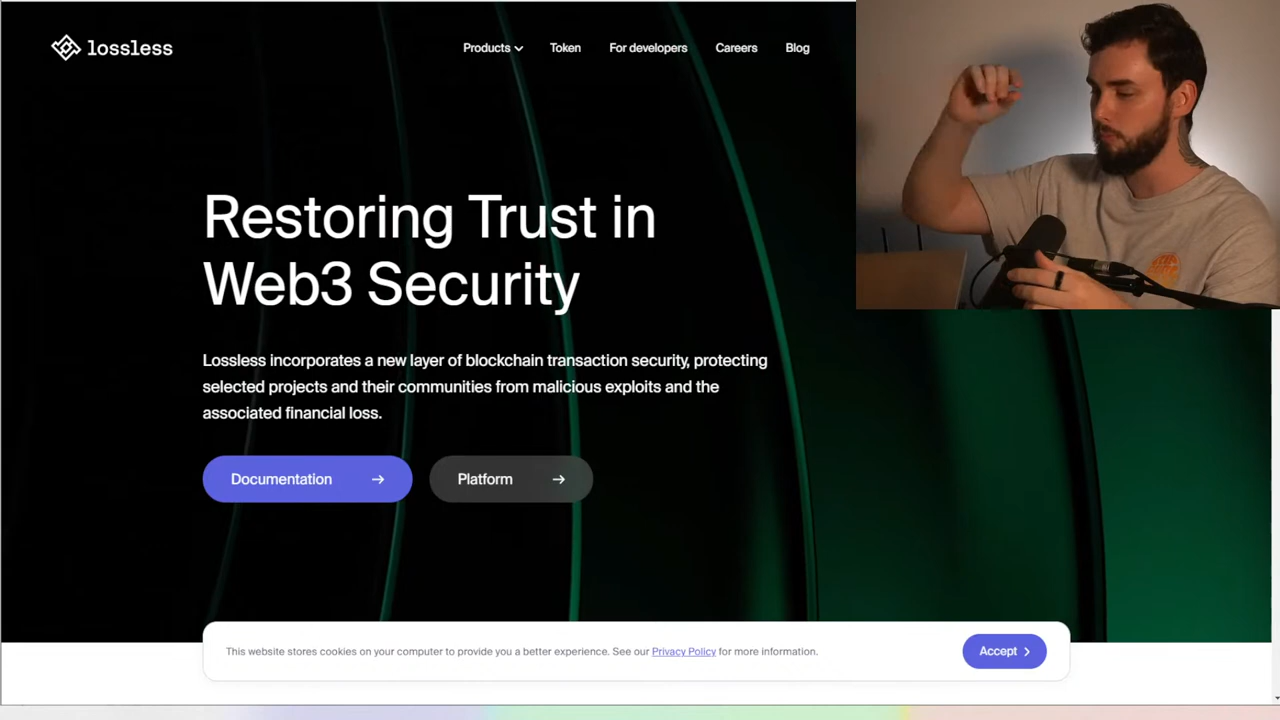 lossless
Products
Token
For developers
Careers
Blog
Restoring Trust in
Web3 Security
Lossless incorporates a new layer of blockchain transaction security, protecting
selected projects and their communities from malicious exploits and the
associated financial loss.
Documentation
Platform
This website stores cookies on your computer to provide you a better experience. See our Privacy Policy for more information.
Accept